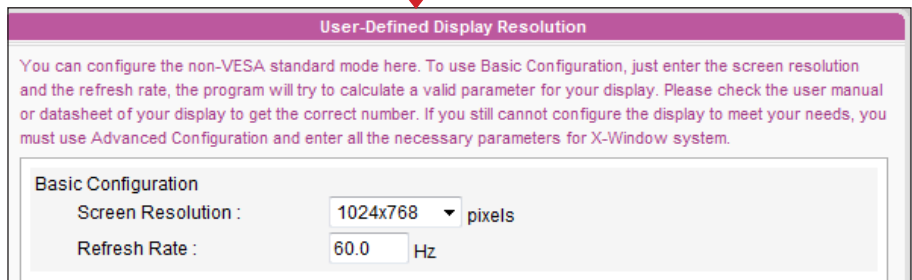 User-Defined Display Resolution
You can configure the non-VESA standard mode here. To use Basic Configuration, just enter the screen resolution
and the refresh rate, the program will try to calculate a valid parameter for your display. Please check the user manual
or datasheet of your display to get the correct number. If you still cannot configure the display to meet your needs, you
must use Advanced Configuration and enter all the necessary parameters for X-Window system.
Basic Configuration
Screen Resolution : 1024x768 pixels
Refresh Rate : 60.0 Hz